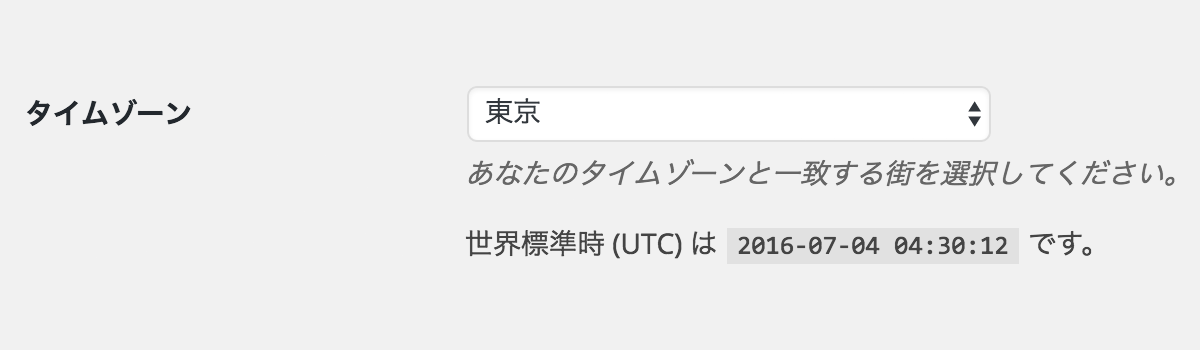 タイムゾーン
東京
あなたのタイムゾーンと一致する街を選択してください。
世界標準時 (UTC) は 2016-07-04 04:30:12 です。